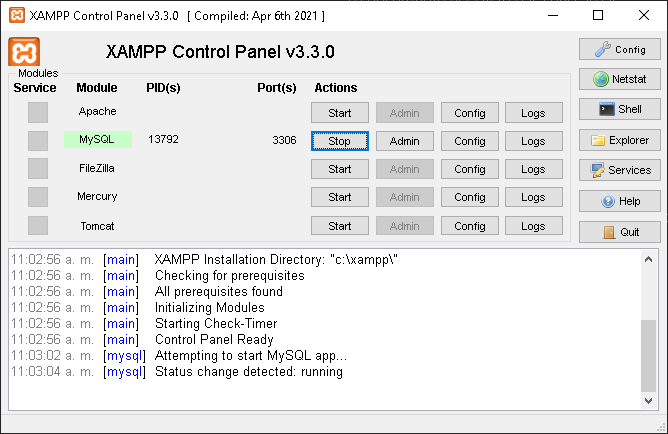 XAMPP Control Panel v3.3.0 [ Compiled: Apr 6th 2021 ]
XAMPP Control Panel v3.3.0
Config
Modules
Service Module PID(s) Port(s) Actions
Netstat
Apache Start Admin Config Logs
Shell
MySQL 13792 3306 Stop Admin Config Logs
Explorer
FileZilla Start Admin Config Logs
Services
Mercury Start Admin Config Logs
Help
Tomcat Start Admin Config Logs
Quit
11:02:56 a. m. [main] XAMPP Installation Directory: "c:\xampp\"
11:02:56 a. m. [main] Checking for prerequisites
11:02:56 a. m. [main] All prerequisites found
11:02:56 a. m. [main] Initializing Modules
11:02:56 a. m. [main] Starting Check-Timer
11:02:56 a. m. [main] Control Panel Ready
11:03:02 a. m. [mysql] Attempting to start MySQL app...
11:03:04 a. m. [mysql] Status change detected: running